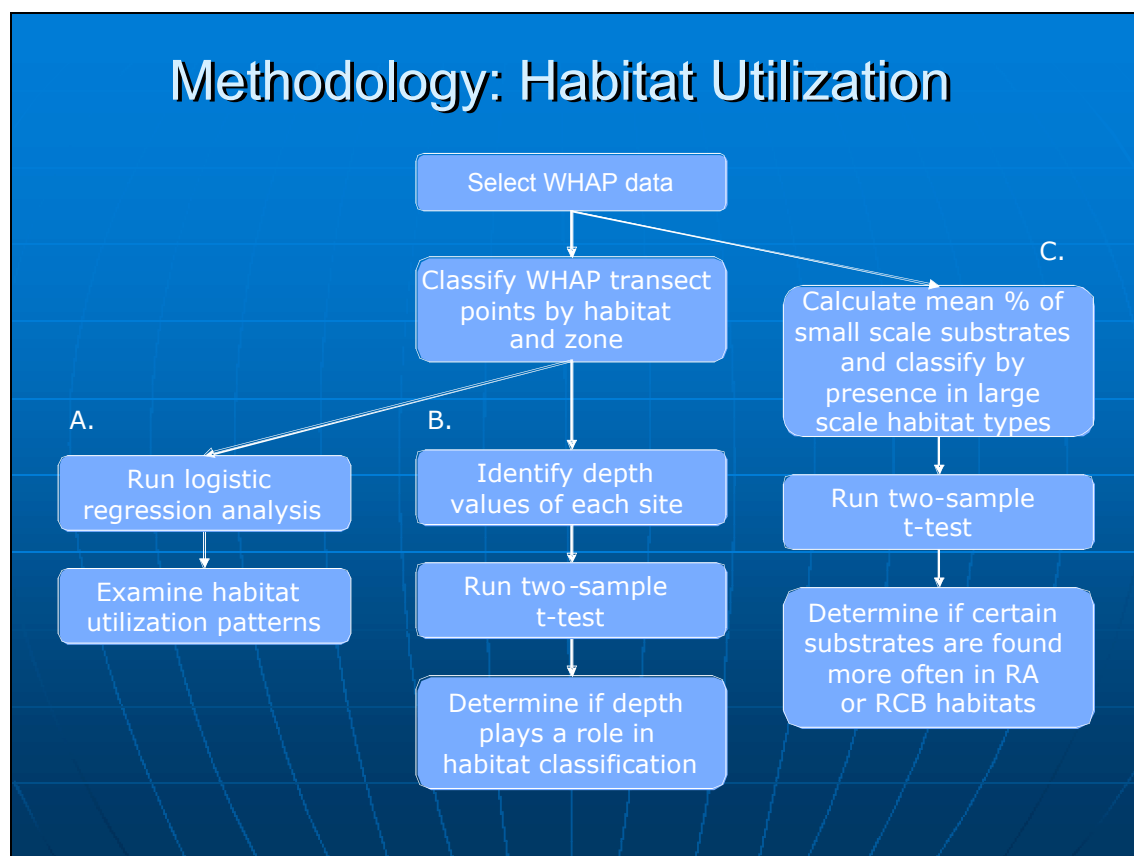 Methodology: Habitat Utilization
Select WHAP data
Classify WHAP transect
points by habitat
and zone
A.
Run logistic
regression analysis
Examine habitat
utilization patterns
B.
Identify depth
values of each site
Run two-sample
t-test
Determine if depth
plays a role in
habitat classification
C.
Calculate mean % of
small scale substrates
and classify by
presence in large
scale habitat types
Run two-sample
t-test
Determine if certain
substrates are found
more often in RA
or RCB habitats